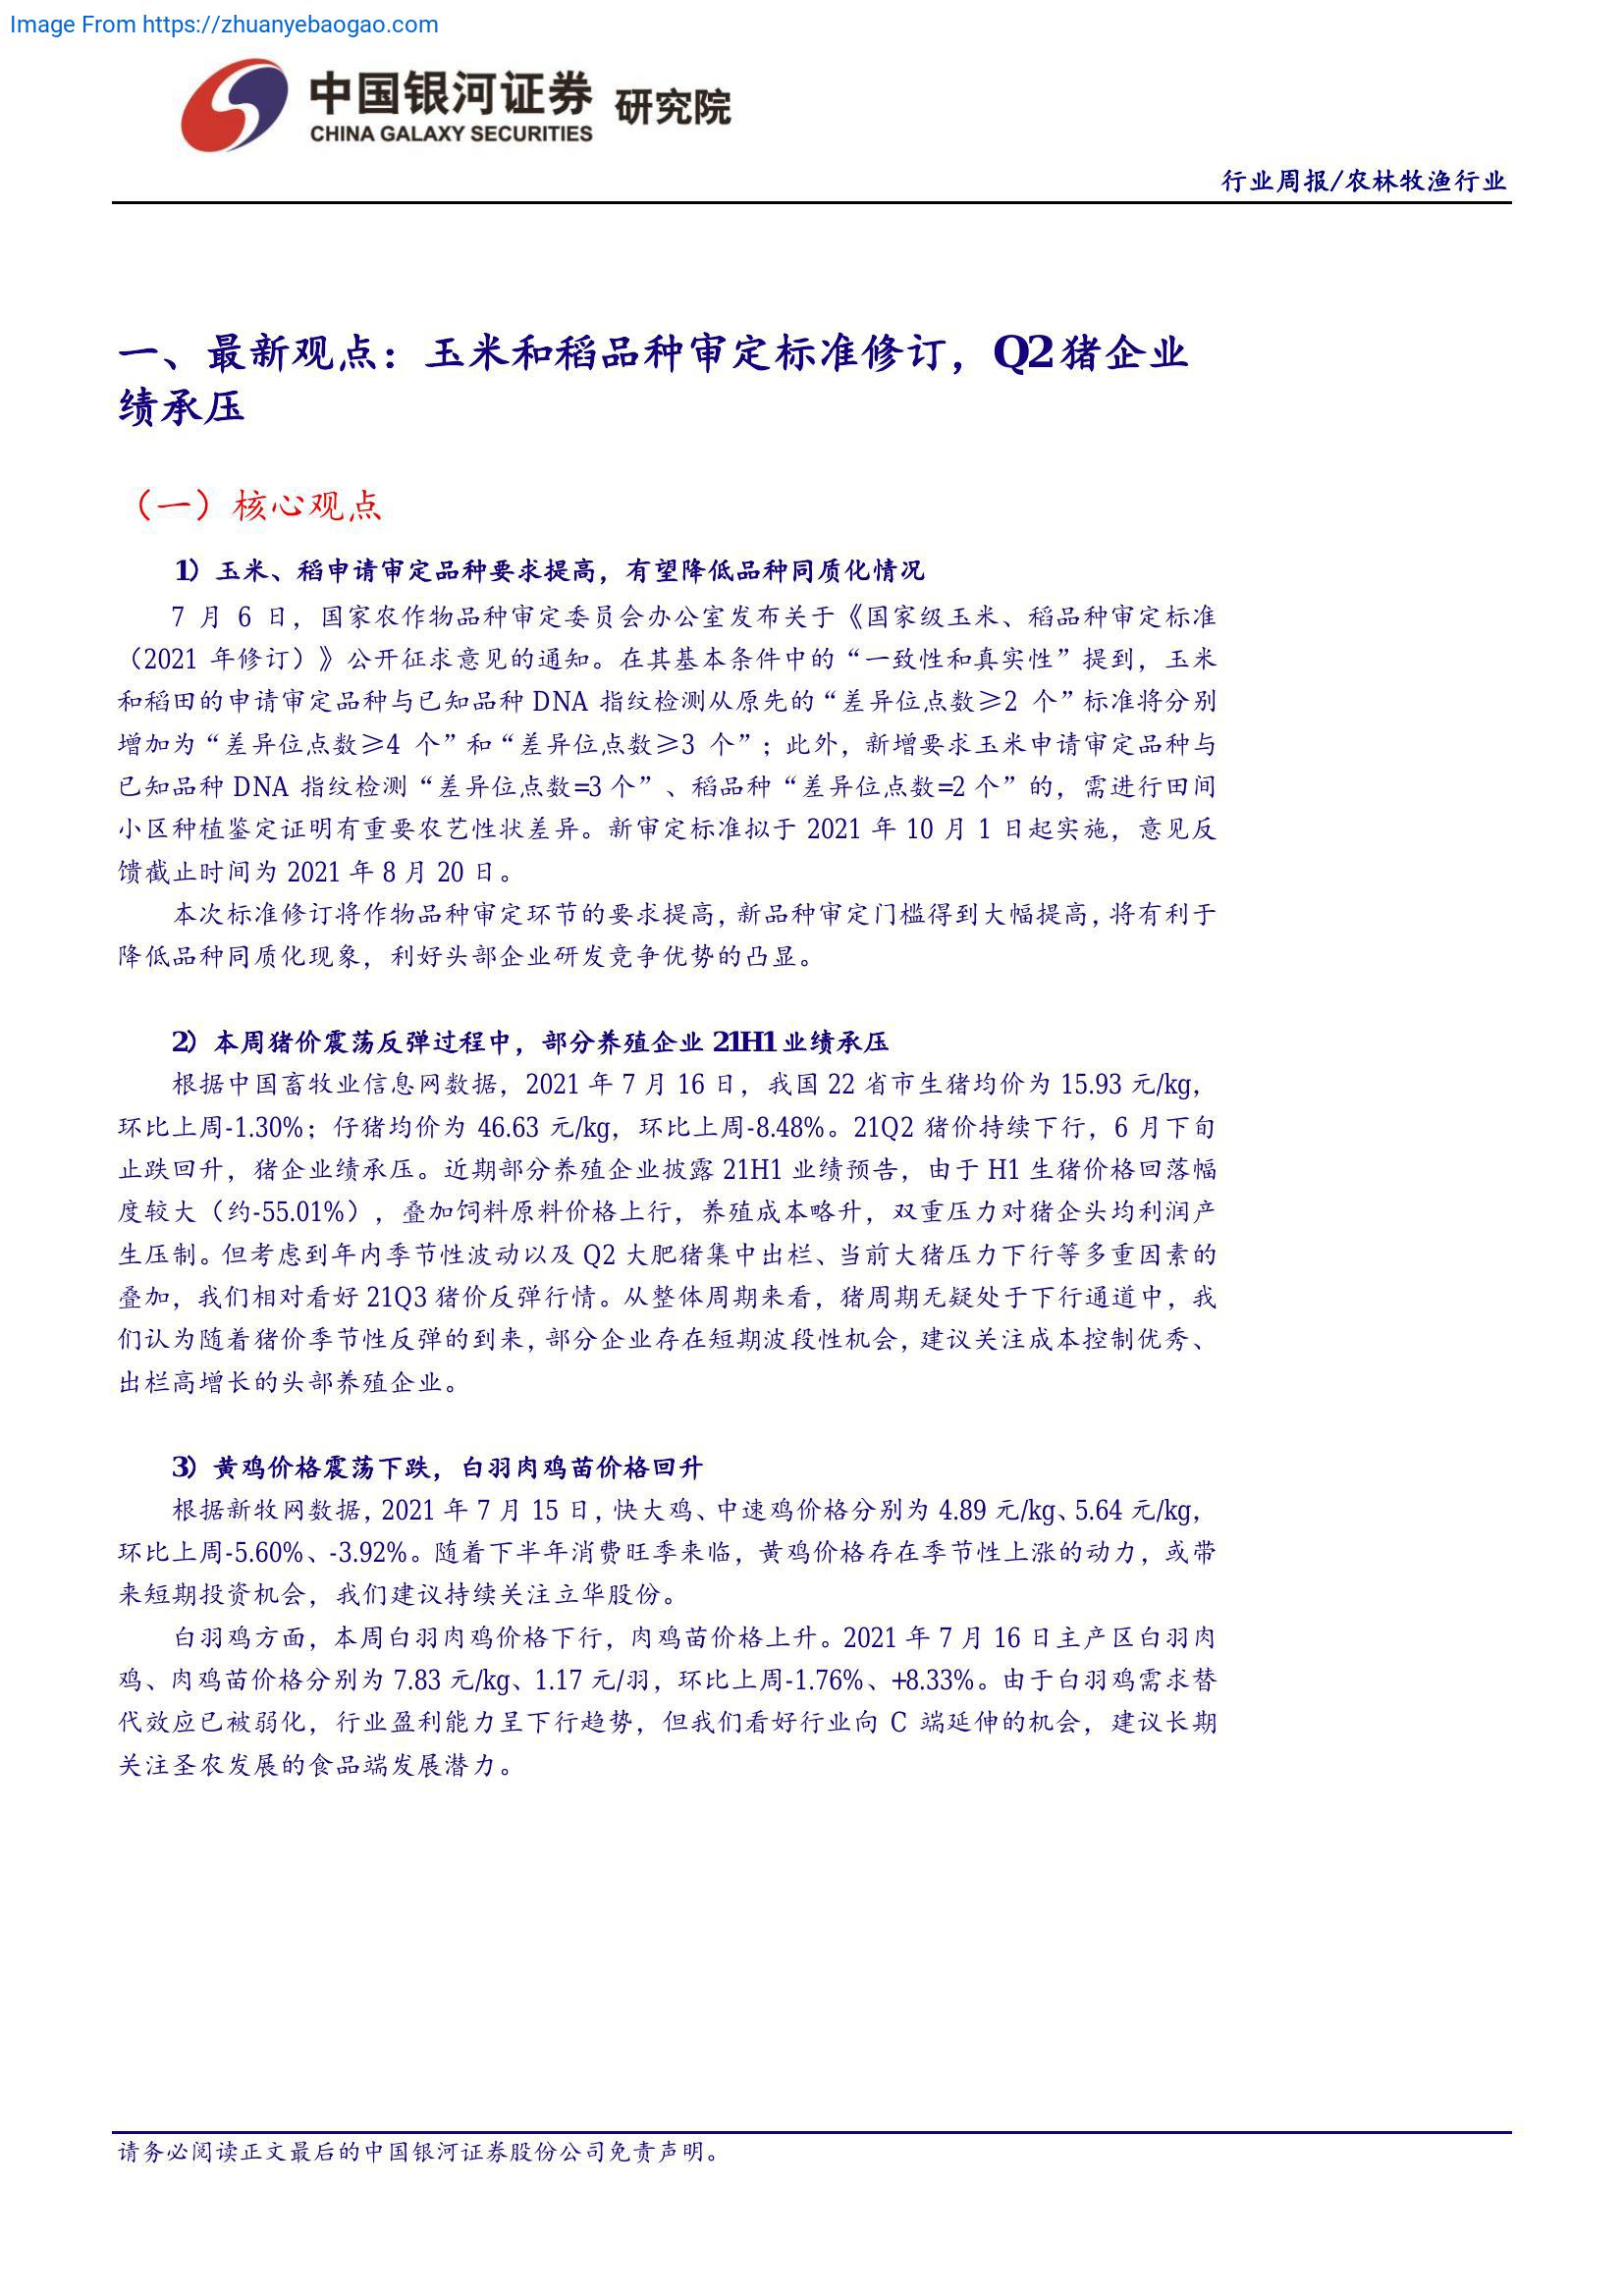 Image From https://zhuanyebaogao.com
中国银河证券 研究院
CHINA GALAXY SECURITIES
行业周报/农林牧渔行业
一、最新观点：玉米和稻品种审定标准修订，Q2 猪企业
绩承压
（一）核心观点
1）玉米、稻申请审定品种要求提高，有望降低品种同质化情况
7 月 6 日，国家农作物品种审定委员会办公室发布关于《国家级玉米、稻品种审定标准
（2021 年修订）》公开征求意见的通知。在其基本条件中的“一致性和真实性”提到，玉米
和稻田的申请审定品种与已知品种 DNA 指纹检测从原先的“差异位点数≥2 个”标准将分别
增加为“差异位点数≥4 个”和“差异位点数≥3 个”；此外，新增要求玉米申请审定品种与
已知品种 DNA 指纹检测“差异位点数=3 个”、稻品种“差异位点数=2 个”的，需进行田间
小区种植鉴定证明有重要农艺性状差异。新审定标准拟于 2021 年 10 月 1 日起实施，意见反
馈截止时间为 2021 年 8 月 20 日。
本次标准修订将作物品种审定环节的要求提高，新品种审定门槛得到大幅提高，将有利于
降低品种同质化现象，利好头部企业研发竞争优势的凸显。
2）本周猪价震荡反弹过程中，部分养殖企业 21H1 业绩承压
根据中国畜牧业信息网数据，2021 年 7 月 16 日，我国 22 省市生猪均价为 15.93 元/kg，
环比上周-1.30%；仔猪均价为 46.63 元/kg，环比上周-8.48%。21Q2 猪价持续下行，6 月下旬
止跌回升，猪企业绩承压。近期部分养殖企业披露 21H1 业绩预告，由于 H1 生猪价格回落幅
度较大（约-55.01%），叠加饲料原料价格上行，养殖成本略升，双重压力对猪企头均利润产
生压制。但考虑到年内季节性波动以及 Q2 大肥猪集中出栏、当前大猪压力下行等多重因素的
叠加，我们相对看好 21Q3 猪价反弹行情。从整体周期来看，猪周期无疑处于下行通道中，我
们认为随着猪价季节性反弹的到来，部分企业存在短期波段性机会，建议关注成本控制优秀、
出栏高增长的头部养殖企业。
3）黄鸡价格震荡下跌，白羽肉鸡苗价格回升
根据新牧网数据，2021 年 7 月 15 日，快大鸡、中速鸡价格分别为 4.89 元/kg、5.64 元/kg，
环比上周-5.60%、-3.92%。随着下半年消费旺季来临，黄鸡价格存在季节性上涨的动力，或带
来短期投资机会，我们建议持续关注立华股份。
白羽鸡方面，本周白羽肉鸡价格下行，肉鸡苗价格上升。2021 年 7 月 16 日主产区白羽肉
鸡、肉鸡苗价格分别为 7.83 元/kg、1.17 元/羽，环比上周-1.76%、+8.33%。由于白羽鸡需求替
代效应已被弱化，行业盈利能力呈下行趋势，但我们看好行业向 C 端延伸的机会，建议长期
关注圣农发展的食品端发展潜力。
请务必阅读正文最后的中国银河证券股份公司免责声明。